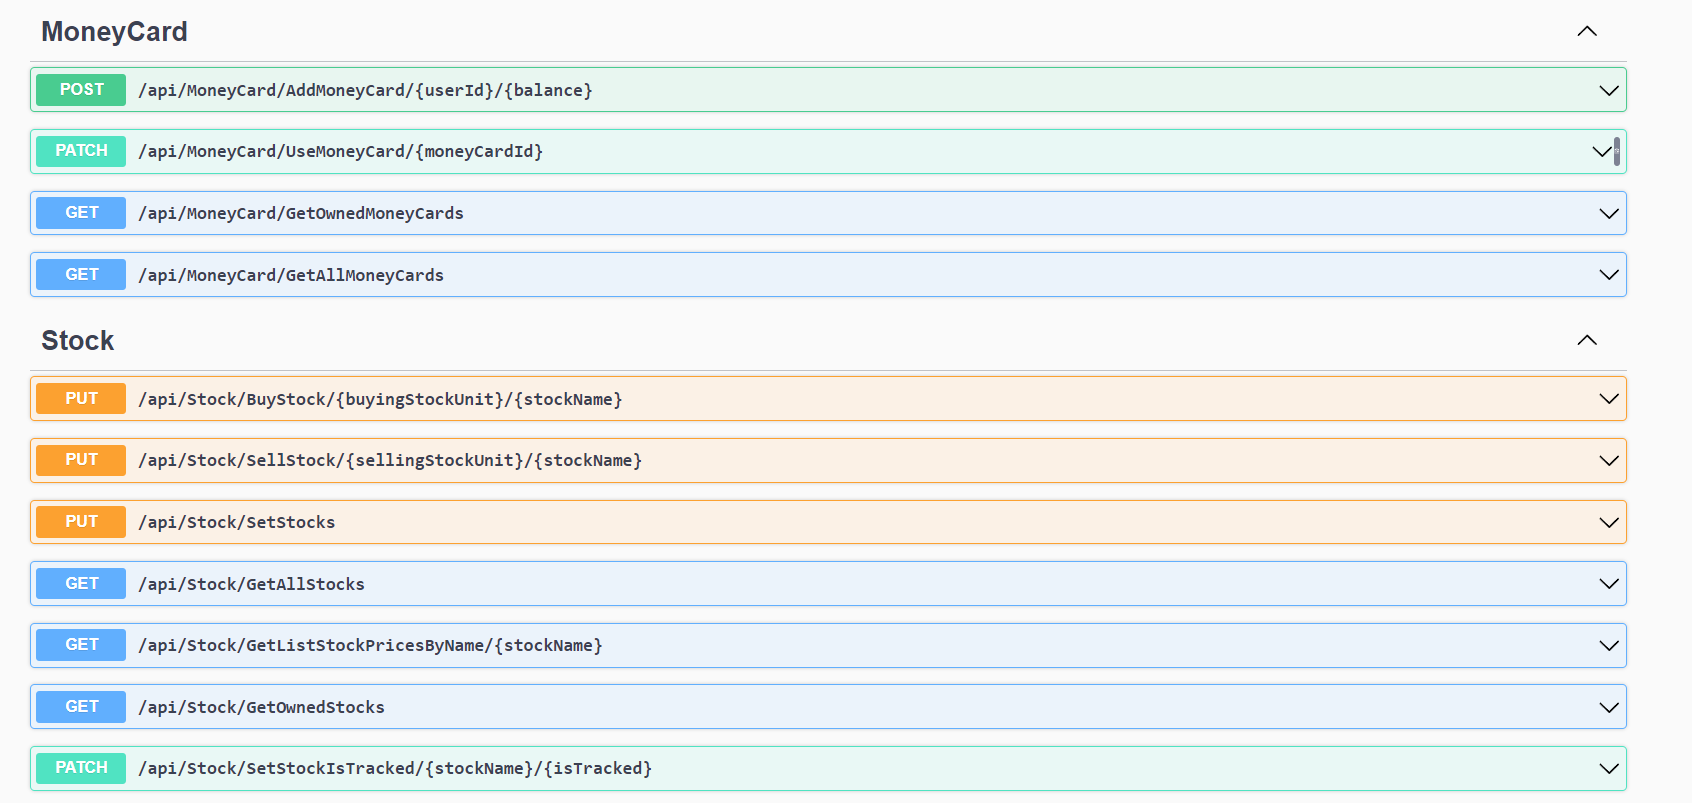 MoneyCard
POST /api/MoneyCard/AddMoneyCard/{userId}/{balance}
PATCH /api/MoneyCard/UseMoneyCard/{moneyCardId}
GET /api/MoneyCard/GetOwnedMoneyCards
GET /api/MoneyCard/GetAllMoneyCards
Stock
PUT /api/Stock/BuyStock/{buyingStockUnit}/{stockName}
PUT /api/Stock/SellStock/{sellingStockUnit}/{stockName}
PUT /api/Stock/SetStocks
GET /api/Stock/GetAllStocks
GET /api/Stock/GetListStockPricesByName/{stockName}
GET /api/Stock/GetOwnedStocks
PATCH /api/Stock/SetStockIsTracked/{stockName}/{isTracked}